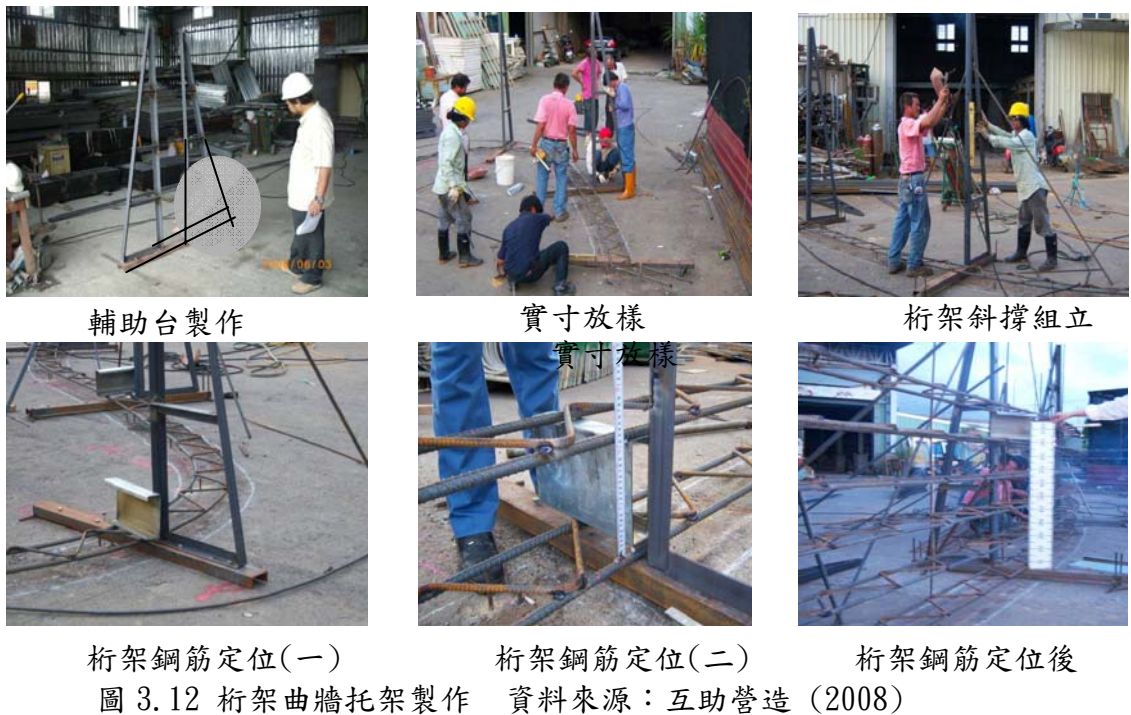 2008/06/03
輔助台製作
實寸放樣
桁架斜撐組立
實寸放樣
桁架鋼筋定位(一)
桁架鋼筋定位(二)
桁架鋼筋定位後
圖 3.12 桁架曲牆托架製作 資料來源：互助營造 (2008)